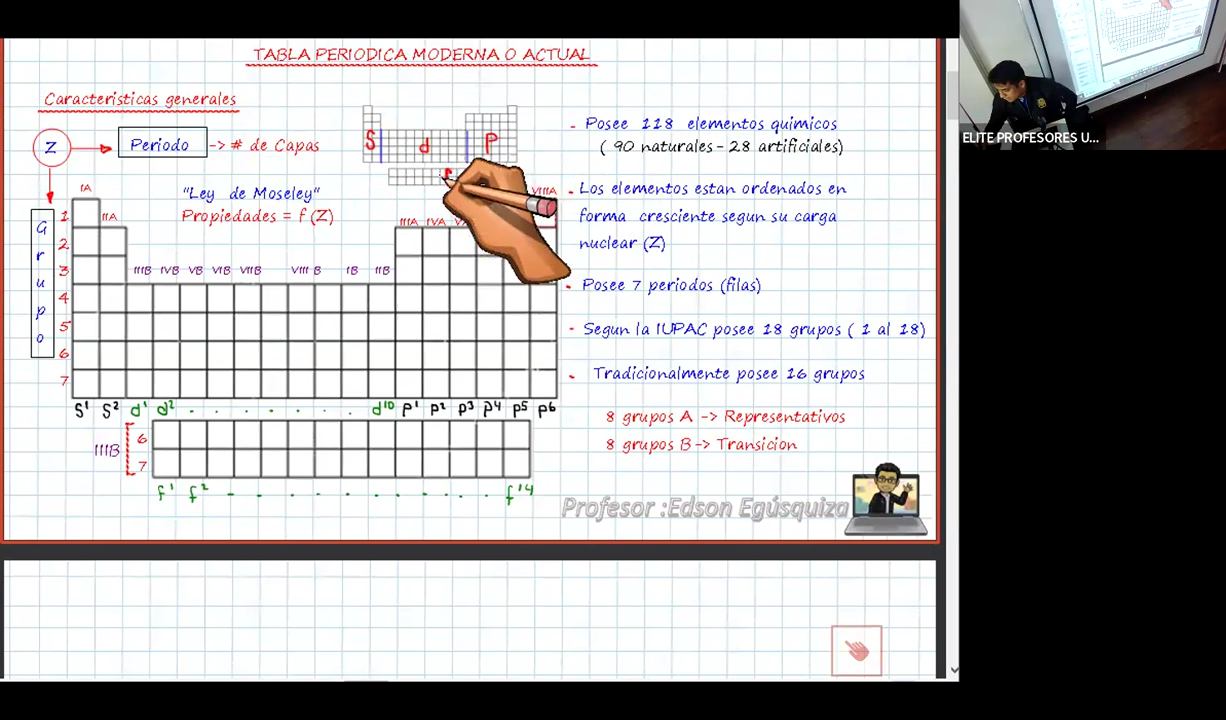 TABLA PERIODICA MODERNA O ACTUAL
Caracteristicas generales
Z
Periodo -> # de Capas
"Ley de Moseley"
Propiedades = f (Z)
S
d
P
Grupo
IA
IIA
IIIB IVB VB VIB VIIB VIII B IB IIB
IIIA IVA
VIIIA
1
2
3
4
5
6
7
S¹ S² d¹ d² . . . . . . . d¹⁰ P¹ P² P³ P⁴ P⁵ P⁶
IIIB
6
7
f¹ f² - . . . . . . . . . . f¹⁴
- Posee 118 elementos quimicos
( 90 naturales - 28 artificiales)
- Los elementos estan ordenados en
forma cresciente segun su carga
nuclear (Z)
- Posee 7 periodos (filas)
- Segun la IUPAC posee 18 grupos ( 1 al 18)
- Tradicionalmente posee 16 grupos
8 grupos A -> Representativos
8 grupos B -> Transicion
Profesor :Edson Egúsquiza
ELITE PROFESORES U...